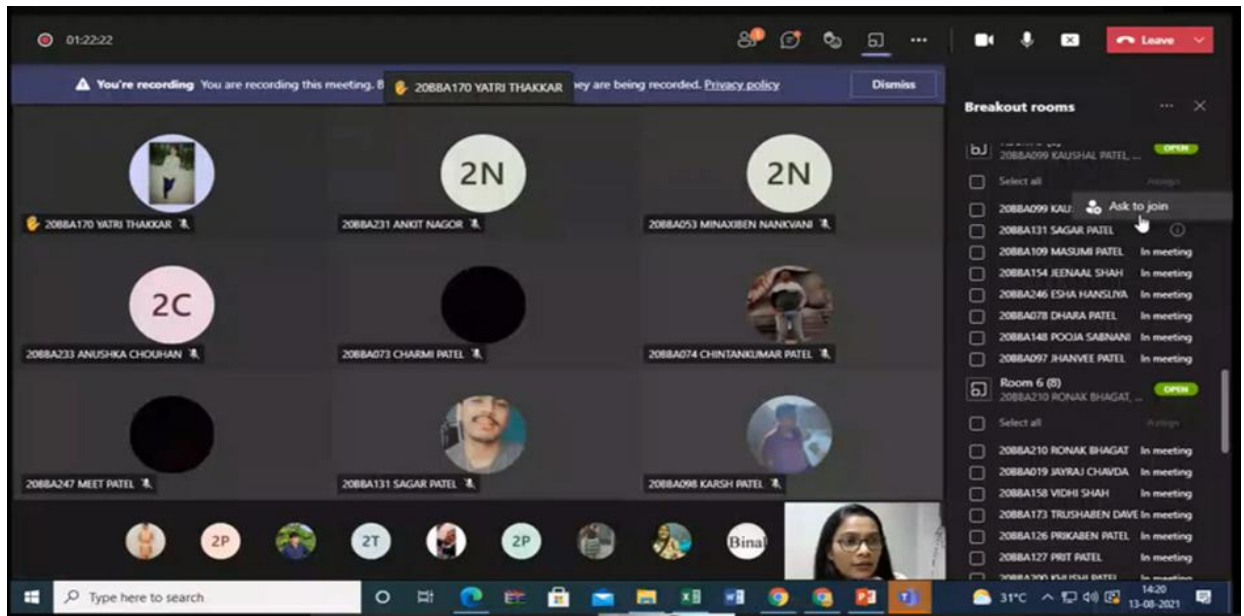 01:22:22
Leave
You're recording You are recording this meeting. B
20BBA170 YATRI THAKKAR
ey are being recorded. Privacy policy
Dismiss
2N
2N
20BBA170 YATRI THAKKAR
20BBA231 ANKIT NAGOR
20BBA053 MINAXIBEN NANKVANI
2C
20BBA233 ANUSHKA CHOUHAN
20BBA073 CHARMI PATEL
20BBA074 CHINTANKUMAR PATEL
20BBA247 MEET PATEL
20BBA131 SAGAR PATEL
20BBA098 KARSH PATEL
2P
2T
2P
Binal
Breakout rooms
20BBA099 KAUSHAL PATEL, ...
OPEN
Select all
Assign
20BBA099 KAU
Ask to join
20BBA131 SAGAR PATEL
20BBA109 MASUMI PATEL In meeting
20BBA154 JEENAAL SHAH In meeting
20BBA246 ESHA HANSLIYA In meeting
20BBA078 DHARA PATEL In meeting
20BBA148 POOJA SABNANI In meeting
20BBA097 JHANVEE PATEL In meeting
Room 6 (8)
20BBA210 RONAK BHAGAT, ...
OPEN
Select all
Assign
20BBA210 RONAK BHAGAT In meeting
20BBA019 JAYRAJ CHAVDA In meeting
20BBA158 VIDHI SHAH In meeting
20BBA173 TRUSHABEN DAVE In meeting
20BBA126 PRIKABEN PATEL In meeting
20BBA127 PRIT PATEL In meeting
20BBA200 KHUSHI PATEL In meeting
Type here to search
31°C
14:20
13-08-2021